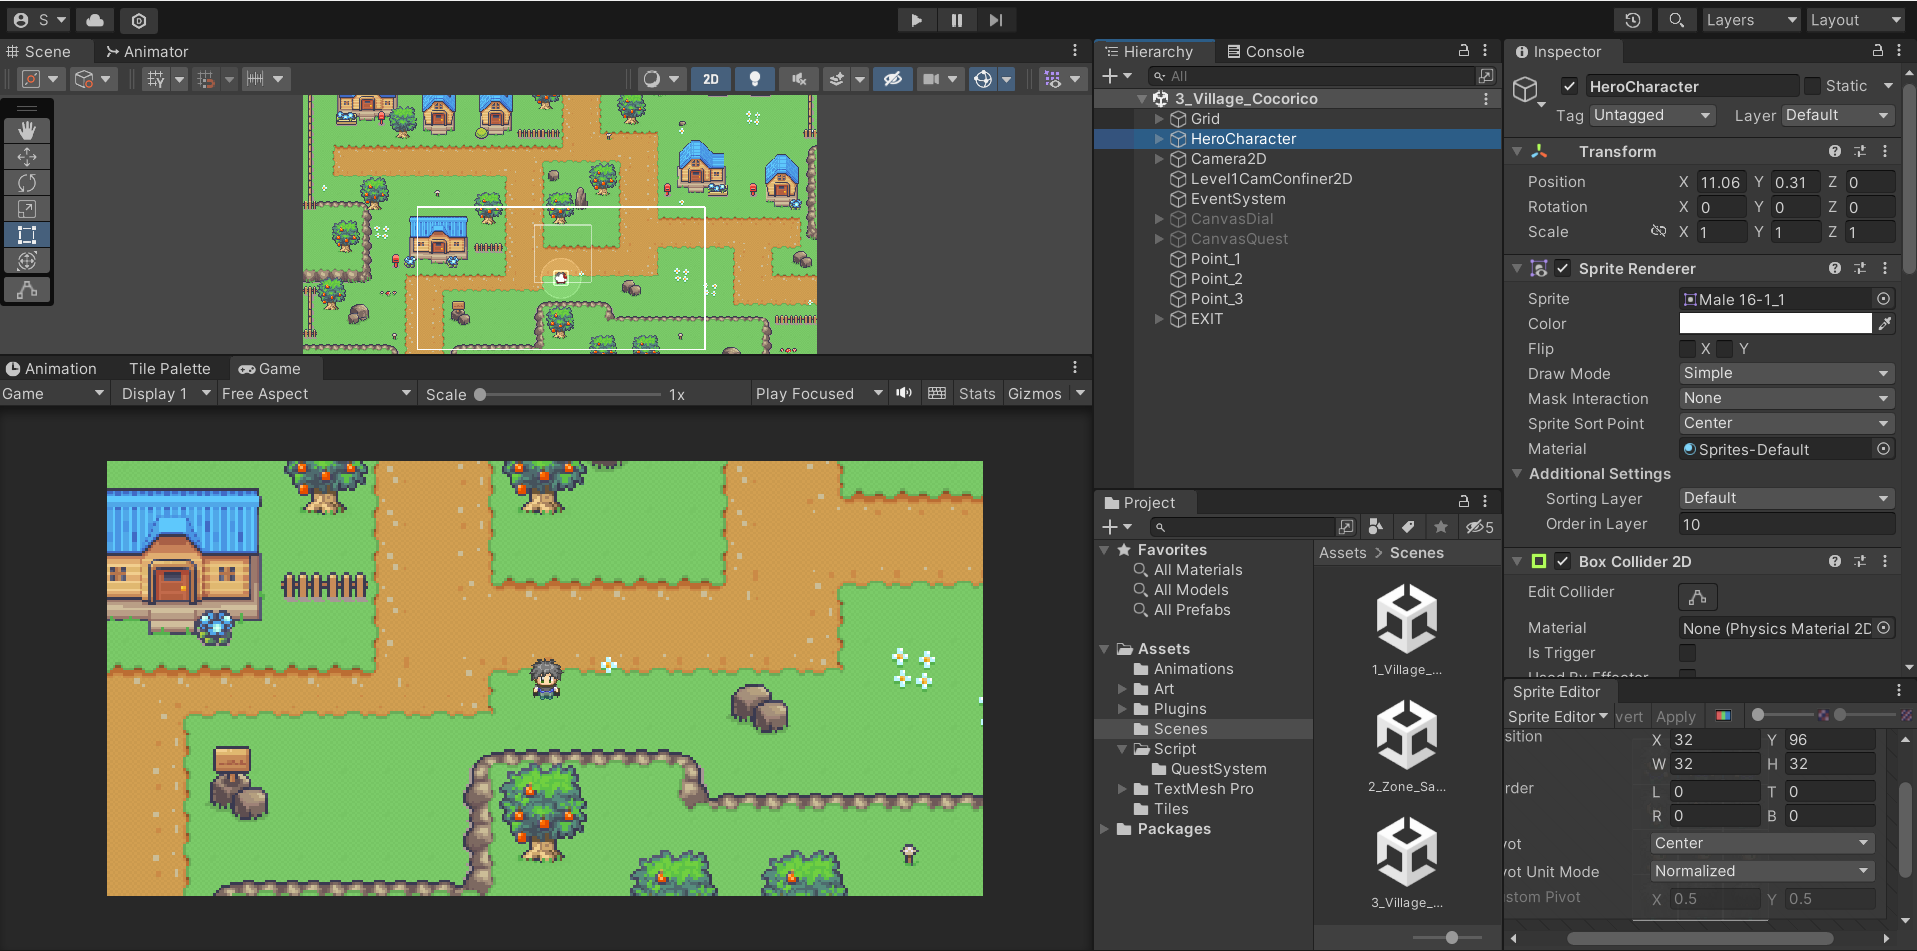 S
Layers
Layout
Scene
Animator
2D
Hierarchy
Console
All
3_Village_Cocorico
Grid
HeroCharacter
Camera2D
Level1CamConfiner2D
EventSystem
CanvasDial
CanvasQuest
Point_1
Point_2
Point_3
EXIT
Inspector
HeroCharacter
Static
Tag Untagged
Layer Default
Transform
Position X 11.06 Y 0.31 Z 0
Rotation X 0 Y 0 Z 0
Scale X 1 Y 1 Z 1
Sprite Renderer
Sprite Male 16-1_1
Color
Flip X Y
Draw Mode Simple
Mask Interaction None
Sprite Sort Point Center
Material Sprites-Default
Additional Settings
Sorting Layer Default
Order in Layer 10
Box Collider 2D
Edit Collider
Material None (Physics Material 2D
Is Trigger
Used By Effector
Animation
Tile Palette
Game
Game
Display 1
Free Aspect
Scale 1x
Play Focused
Stats
Gizmos
Project
5
Favorites
All Materials
All Models
All Prefabs
Assets
Animations
Art
Plugins
Scenes
Script
QuestSystem
TextMesh Pro
Tiles
Packages
Assets > Scenes
1_Village_...
2_Zone_Sa...
3_Village_...
Sprite Editor
Sprite Editor vert Apply
sition X 32 Y 96
W 32 H 32
rder L 0 T 0
R 0 B 0
vot Center
vot Unit Mode Normalized
stom Pivot X 0.5 Y 0.5